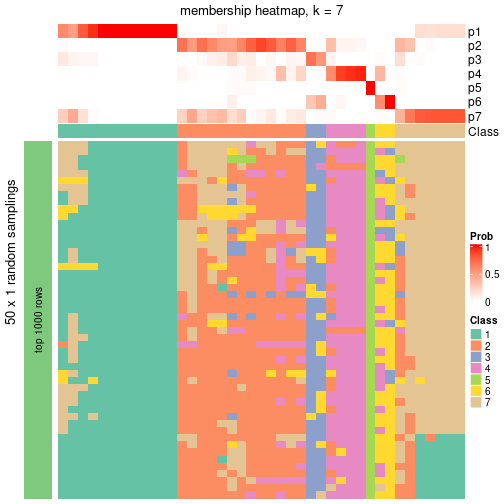 membership heatmap, k = 7
p1
p2
p3
p4
p5
p6
p7
Class
50 x 1 random samplings
top 1000 rows
Prob
1
0.5
0
Class
1
2
3
4
5
6
7